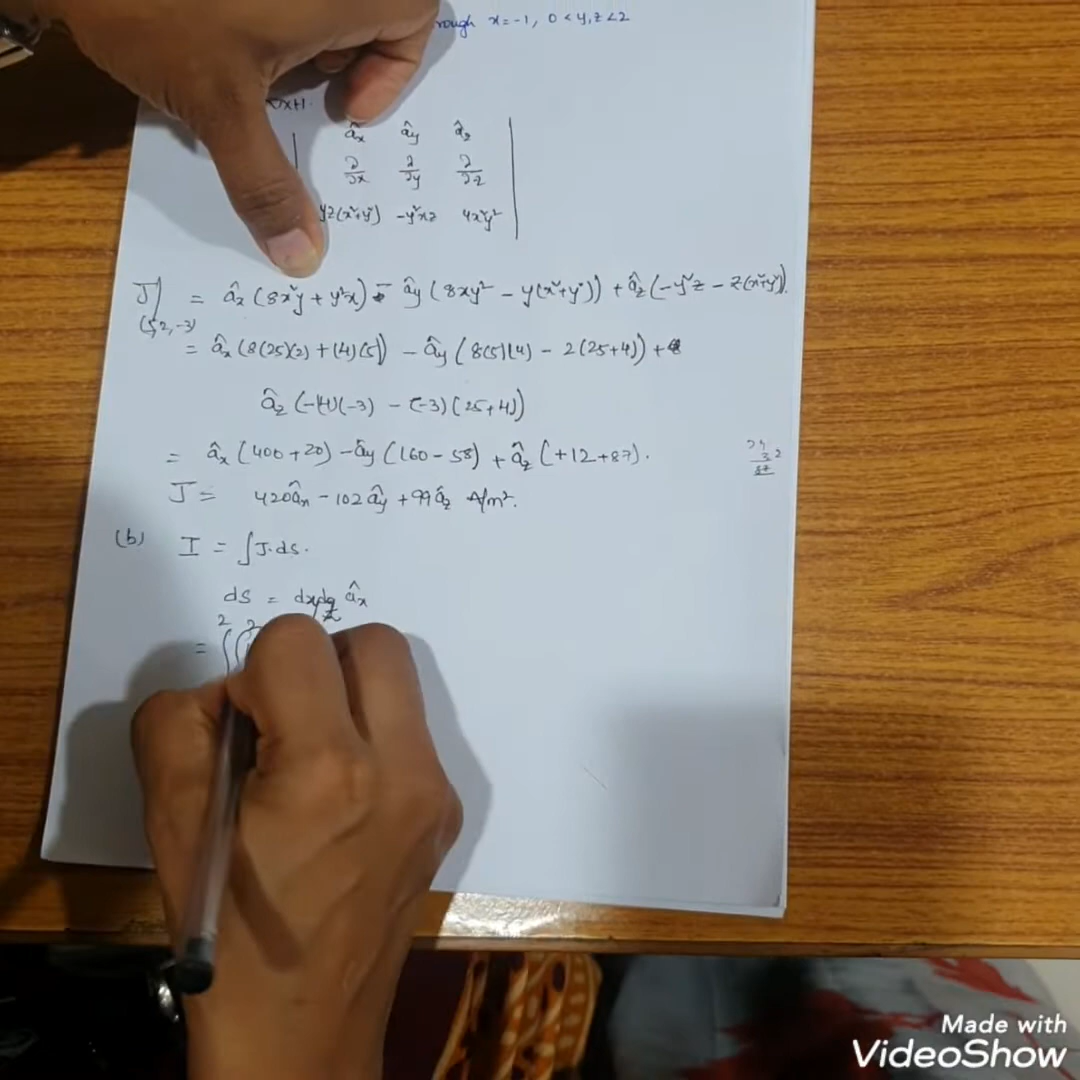 rough x=-1, 0<y,z<2
∇x H
âx ây âz
∂/∂x ∂/∂y ∂/∂z
yz(x²+y²) -y²xz 4x²y²
J| (5,2,-3) = âx (8x²y + y²x) - ây (8xy² - y(x²+y²)) + âz (-y²z - z(x²+y²)).
= âx (8(25)(2) + (4)(5)) - ây (8(5)(4) - 2(25+4)) +
âz (-(4)(-3) - (-3)(25+4))
= âx (400+20) - ây (160-58) + âz (+12+87).
J = 420âx - 102ây + 99âz A/m².
(b) I = ∫J.ds.
ds = âx
= ∫∫ 2 2
Made with
VideoShow